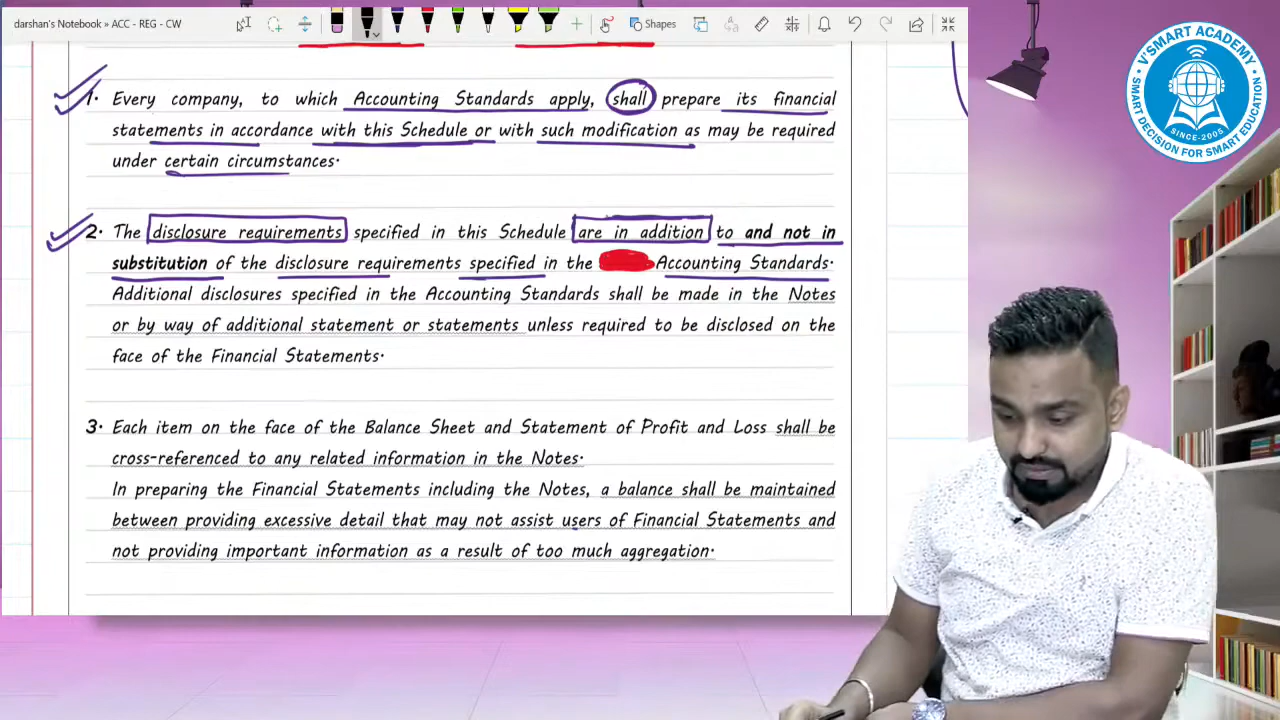 darshan's Notebook » ACC - REG - CW
Shapes
1. Every company, to which Accounting Standards apply, shall prepare its financial
statements in accordance with this Schedule or with such modification as may be required
under certain circumstances.
2. The disclosure requirements specified in this Schedule are in addition to and not in
substitution of the disclosure requirements specified in the Accounting Standards.
Additional disclosures specified in the Accounting Standards shall be made in the Notes
or by way of additional statement or statements unless required to be disclosed on the
face of the Financial Statements.
3. Each item on the face of the Balance Sheet and Statement of Profit and Loss shall be
cross-referenced to any related information in the Notes.
In preparing the Financial Statements including the Notes, a balance shall be maintained
between providing excessive detail that may not assist users of Financial Statements and
not providing important information as a result of too much aggregation.
V'SMART ACADEMY
SINCE-2005
SMART DECISION FOR SMART EDUCATION